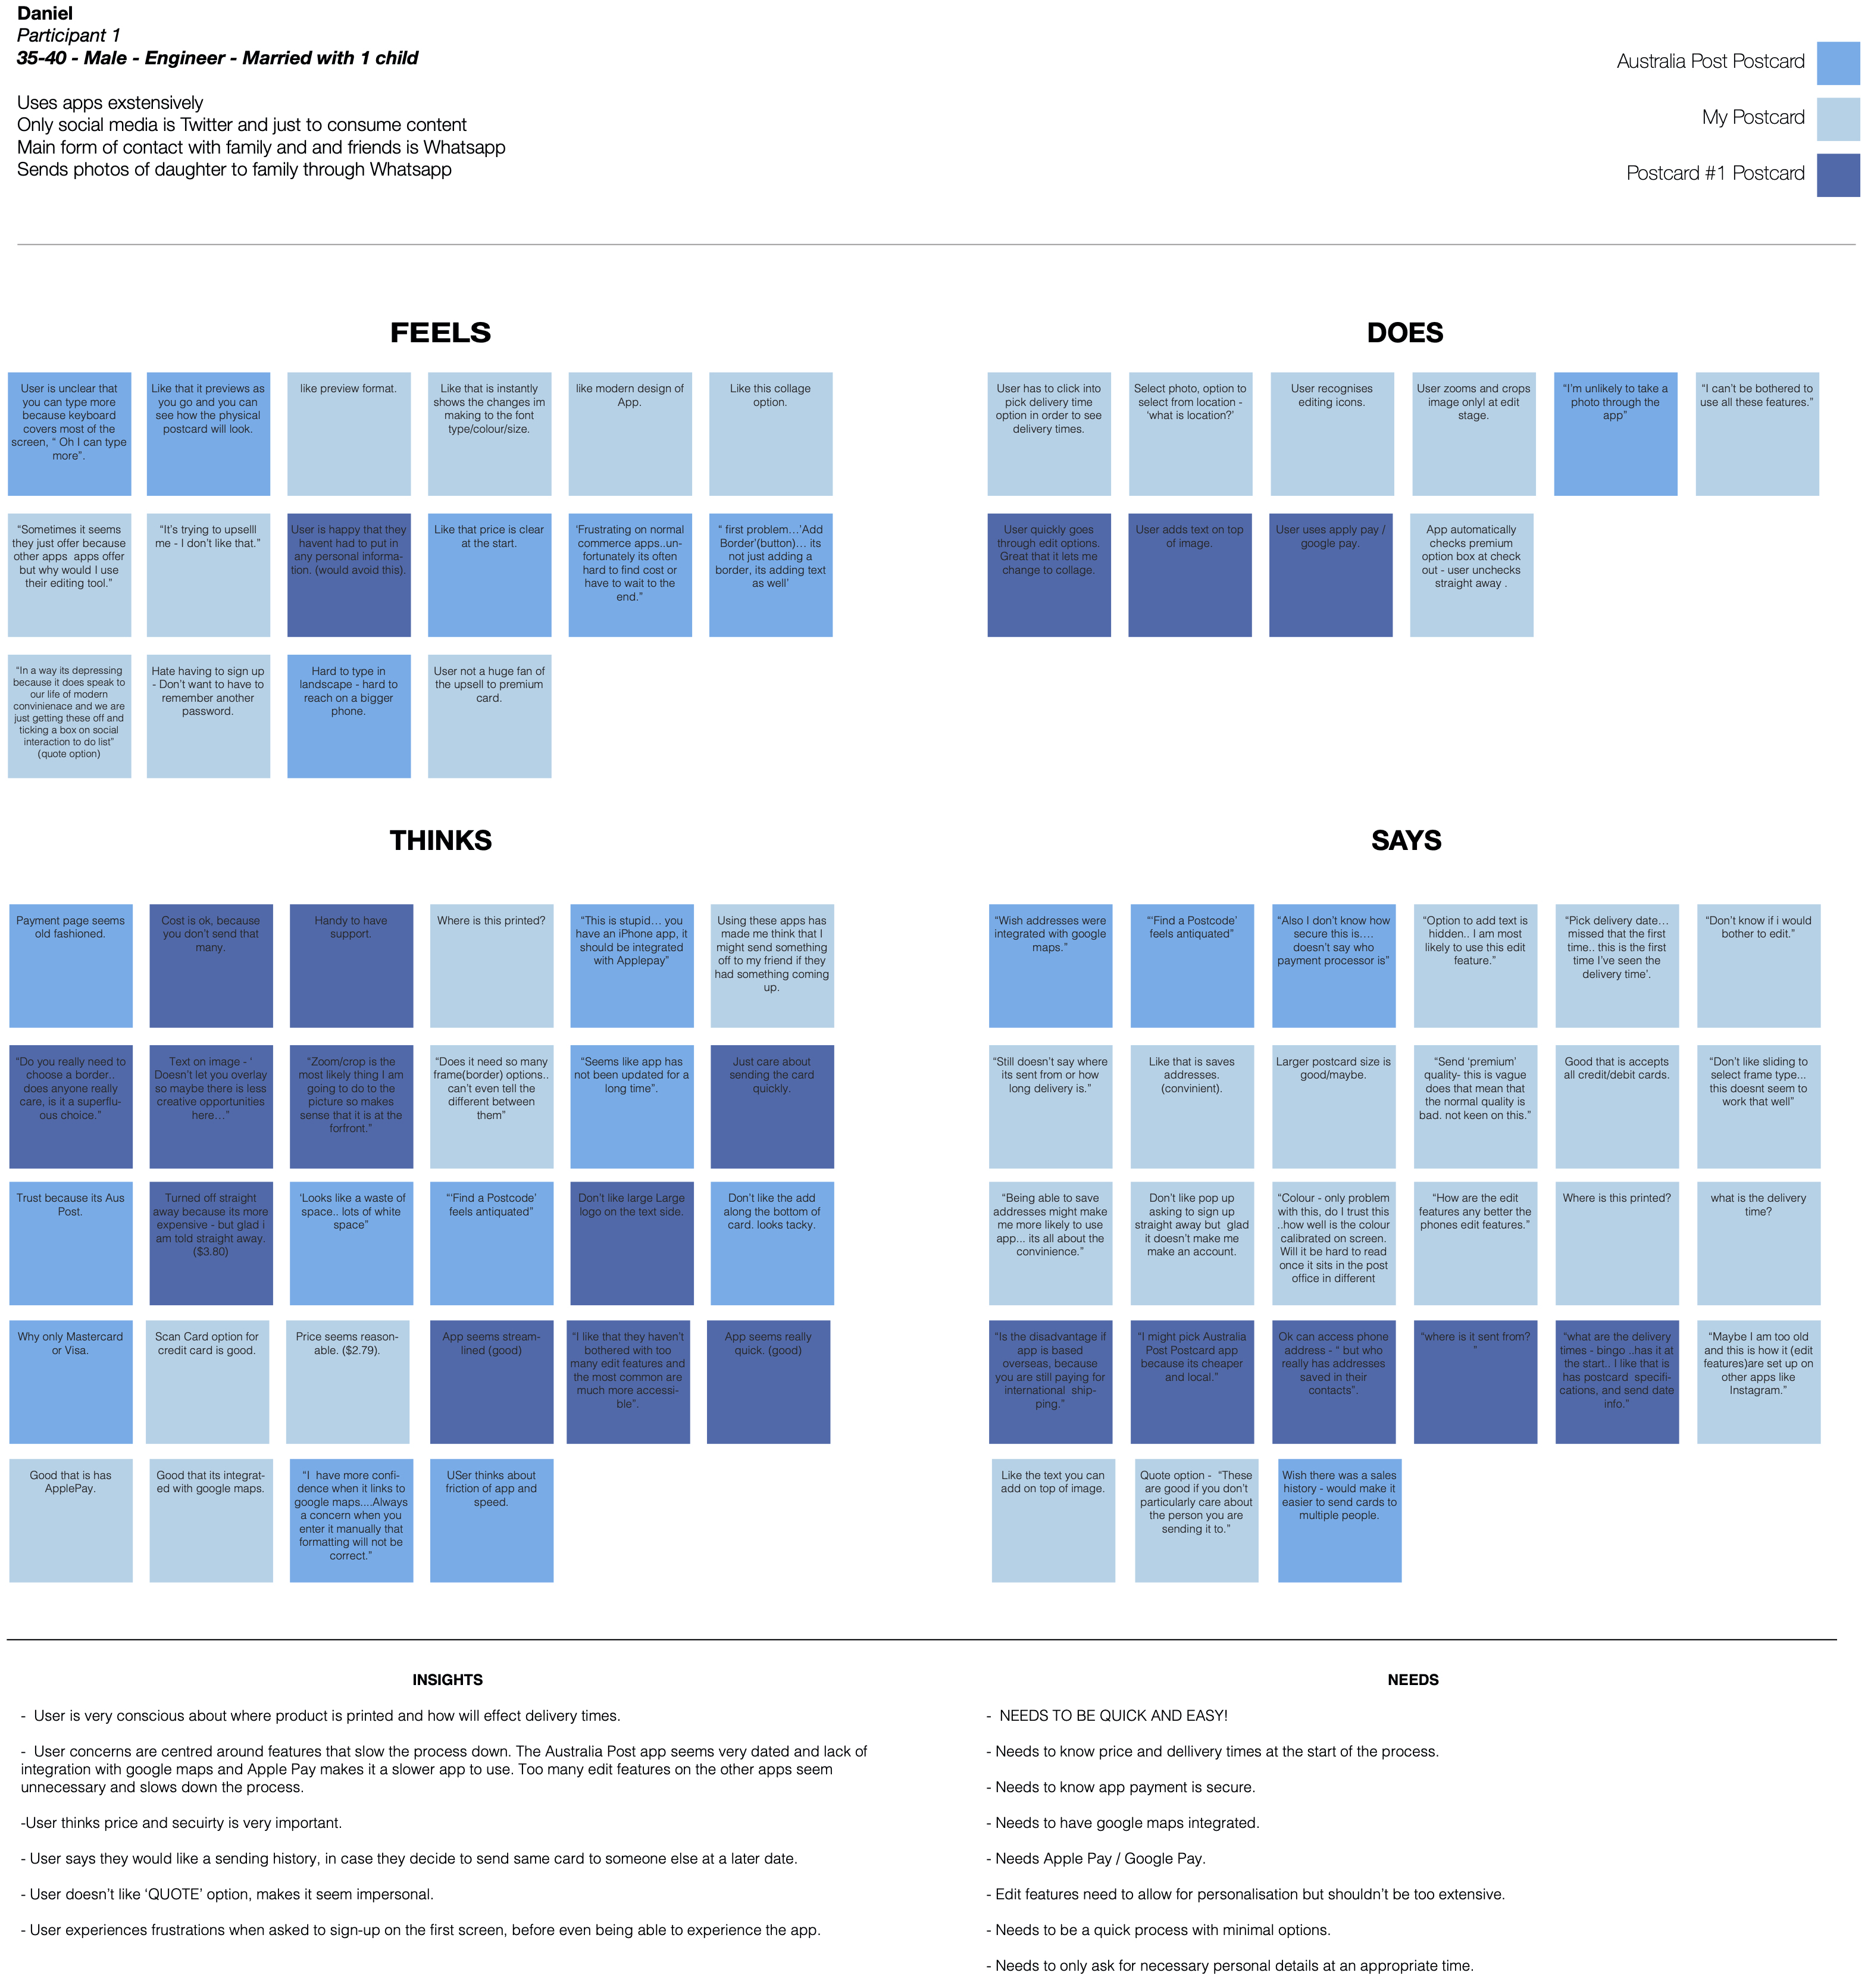 Daniel
Participant 1
35-40 - Male - Engineer - Married with 1 child
Uses apps exstensively
Only social media is Twitter and just to consume content
Main form of contact with family and and friends is Whatsapp
Sends photos of daughter to family through Whatsapp
Australia Post Postcard
My Postcard
Postcard #1 Postcard
FEELS
User is unclear that
you can type more
because keyboard
covers most of the
screen, “ Oh I can type
more”.
Like that it previews as
you go and you can
see how the physical
postcard will look.
like preview format.
Like that is instantly
shows the changes im
making to the font
type/colour/size.
like modern design of
App.
Like this collage
option.
“Sometimes it seems
they just offer because
other apps  apps offer
but why would I use
their editing tool.”
“It’s trying to upselll
me - I don’t like that.”
User is happy that they
havent had to put in
any personal informa-
tion. (would avoid this).
Like that price is clear
at the start.
‘Frustrating on normal
commerce apps..un-
fortunately its often
hard to find cost or
have to wait to the
end.”
“ first problem…’Add
Border’(button)… its
not just adding a
border, its adding text
as well’
“In a way its depressing
because it does speak to
our life of modern
convinienace and we are
just getting these off and
ticking a box on social
interaction to do list”
(quote option)
Hate having to sign up
- Don’t want to have to
remember another
password.
Hard to type in
landscape - hard to
reach on a bigger
phone.
User not a huge fan of
the upsell to premium
card.
DOES
User has to click into
pick delivery time
option in order to see
delivery times.
Select photo, option to
select from location -
‘what is location?’
User recognises
editing icons.
User zooms and crops
image onlyl at edit
stage.
“I’m unlikely to take a
photo through the
app”
“I can’t be bothered to
use all these features.”
User quickly goes
through edit options.
Great that it lets me
change to collage.
User adds text on top
of image.
User uses apply pay /
google pay.
App automatically
checks premium
option box at check
out - user unchecks
straight away .
THINKS
Payment page seems
old fashioned.
Cost is ok, because
you don’t send that
many.
Handy to have
support.
Where is this printed?
“This is stupid… you
have an iPhone app, it
should be integrated
with Applepay”
Using these apps has
made me think that I
might send something
off to my friend if they
had something coming
up.
“Do you really need to
choose a border..
does anyone really
care, is it a superflu-
ous choice.”
Text on image - ‘
Doesn’t let you overlay
so maybe there is less
creative opportunities
here…”
“Zoom/crop is the
most likely thing I am
going to do to the
picture so makes
sense that it is at the
forfront.”
“Does it need so many
frame(border) options..
can’t even tell the
different between
them”
“Seems like app has
not been updated for a
long time”.
Just care about
sending the card
quickly.
Trust because its Aus
Post.
Turned off straight
away because its more
expensive - but glad i
am told straight away.
($3.80)
‘Looks like a waste of
space.. lots of white
space”
“‘Find a Postcode’
feels antiquated”
Don’t like large Large
logo on the text side.
Don’t like the add
along the bottom of
card. looks tacky.
Why only Mastercard
or Visa.
Scan Card option for
credit card is good.
Price seems reason-
able. ($2.79).
App seems stream-
lined (good)
“I like that they haven’t
bothered with too
many edit features and
the most common are
much more accessi-
ble”.
App seems really
quick. (good)
Good that is has
ApplePay.
Good that its integrat-
ed with google maps.
“I  have more confi-
dence when it links to
google maps....Always
a concern when you
enter it manually that
formatting will not be
correct.”
USer thinks about
friction of app and
speed.
SAYS
“Wish addresses were
integrated with google
maps.”
“‘Find a Postcode’
feels antiquated”
“Also I don’t know how
secure this is….
doesn’t say who
payment processor is”
“Option to add text is
hidden.. I am most
likely to use this edit
feature.”
“Pick delivery date…
missed that the first
time.. this is the first
time I’ve seen the
delivery time’.
“Don’t know if i would
bother to edit.”
“Still doesn’t say where
its sent from or how
long delivery is.”
Like that is saves
addresses.
(convinient).
Larger postcard size is
good/maybe.
“Send ‘premium’
quality- this is vague
does that mean that
the normal quality is
bad. not keen on this.”
Good that is accepts
all credit/debit cards.
“Don’t like sliding to
select frame type…
this doesnt seem to
work that well”
“Being able to save
addresses might make
me more likely to use
app... its all about the
convinience.”
Don’t like pop up
asking to sign up
straight away but  glad
it doesn’t make me
make an account.
“Colour - only problem
with this, do I trust this
..how well is the colour
calibrated on screen.
Will it be hard to read
once it sits in the post
office in different
“How are the edit
features any better the
phones edit features.”
Where is this printed?
what is the delivery
time?
“Is the disadvantage if
app is based
overseas, because
you are still paying for
international  ship-
ping.”
“I might pick Australia
Post Postcard app
because its cheaper
and local.”
Ok can access phone
address - “ but who
really has addresses
saved in their
contacts”.
“where is it sent from?
”
“what are the delivery
times - bingo ..has it at
the start.. I like that is
has postcard  specifi-
cations, and send date
info.”
“Maybe I am too old
and this is how it (edit
features)are set up on
other apps like
Instagram.”
Like the text you can
add on top of image.
Quote option -  “These
are good if you don’t
particularly care about
the person you are
sending it to.”
Wish there was a sales
history - would make it
easier to send cards to
multiple people.
INSIGHTS
-  User is very conscious about where product is printed and how will effect delivery times.
-  User concerns are centred around features that slow the process down. The Australia Post app seems very dated and lack of
integration with google maps and Apple Pay makes it a slower app to use. Too many edit features on the other apps seem
unnecessary and slows down the process.
-User thinks price and secuirty is very important.
- User says they would like a sending history, in case they decide to send same card to someone else at a later date.
- User doesn’t like ‘QUOTE’ option, makes it seem impersonal.
- User experiences frustrations when asked to sign-up on the first screen, before even being able to experience the app.
NEEDS
-  NEEDS TO BE QUICK AND EASY!
- Needs to know price and dellivery times at the start of the process.
- Needs to know app payment is secure.
- Needs to have google maps integrated.
- Needs Apple Pay / Google Pay.
- Edit features need to allow for personalisation but shouldn’t be too extensive.
- Needs to be a quick process with minimal options.
- Needs to only ask for necessary personal details at an appropriate time.